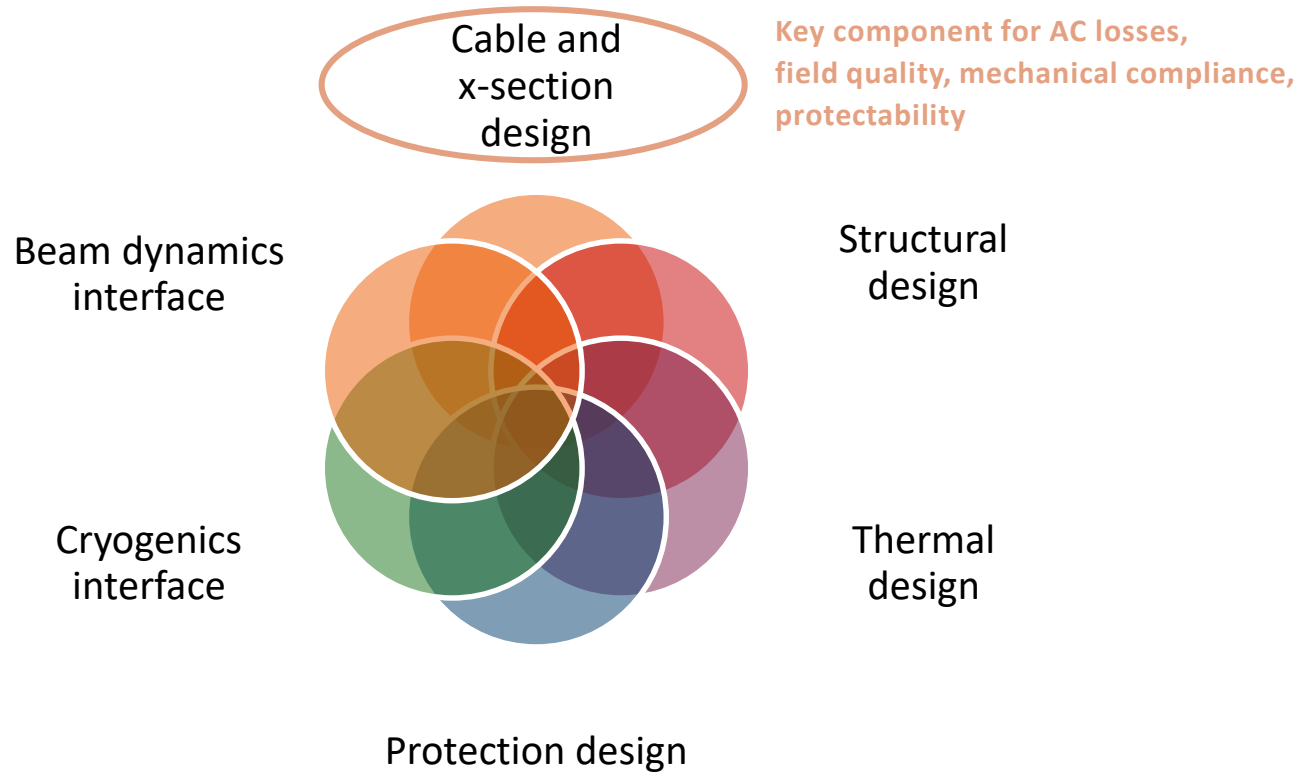 Cable and
x-section
design
Key component for AC losses,
field quality, mechanical compliance,
protectability
Beam dynamics
interface
Structural
design
Cryogenics
interface
Thermal
design
Protection design